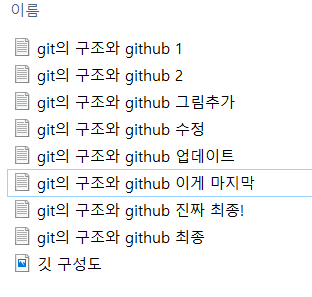 이름
git의 구조와 github 1
git의 구조와 github 2
git의 구조와 github 그림추가
git의 구조와 github 수정
git의 구조와 github 업데이트
git의 구조와 github 이게 마지막
git의 구조와 github 진짜 최종!
git의 구조와 github 최종
깃 구성도